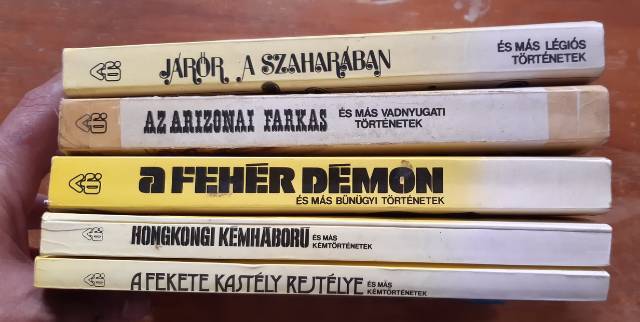 JÁRŐR A SZAHARÁBAN
ÉS MÁS LÉGIÓS
TÖRTÉNETEK
AZ ARIZONAI FARKAS
ÉS MÁS VADNYUGATI
TÖRTÉNETEK
A FEHÉR DÉMON
ÉS MÁS BŰNÜGYI TÖRTÉNETEK
HONGKONGI KÉMHÁBORÚ
ÉS MÁS
KÉMTÖRTÉNETEK
A FEKETE KASTÉLY REJTÉLYE
ÉS MÁS
KÉMTÖRTÉNETEK